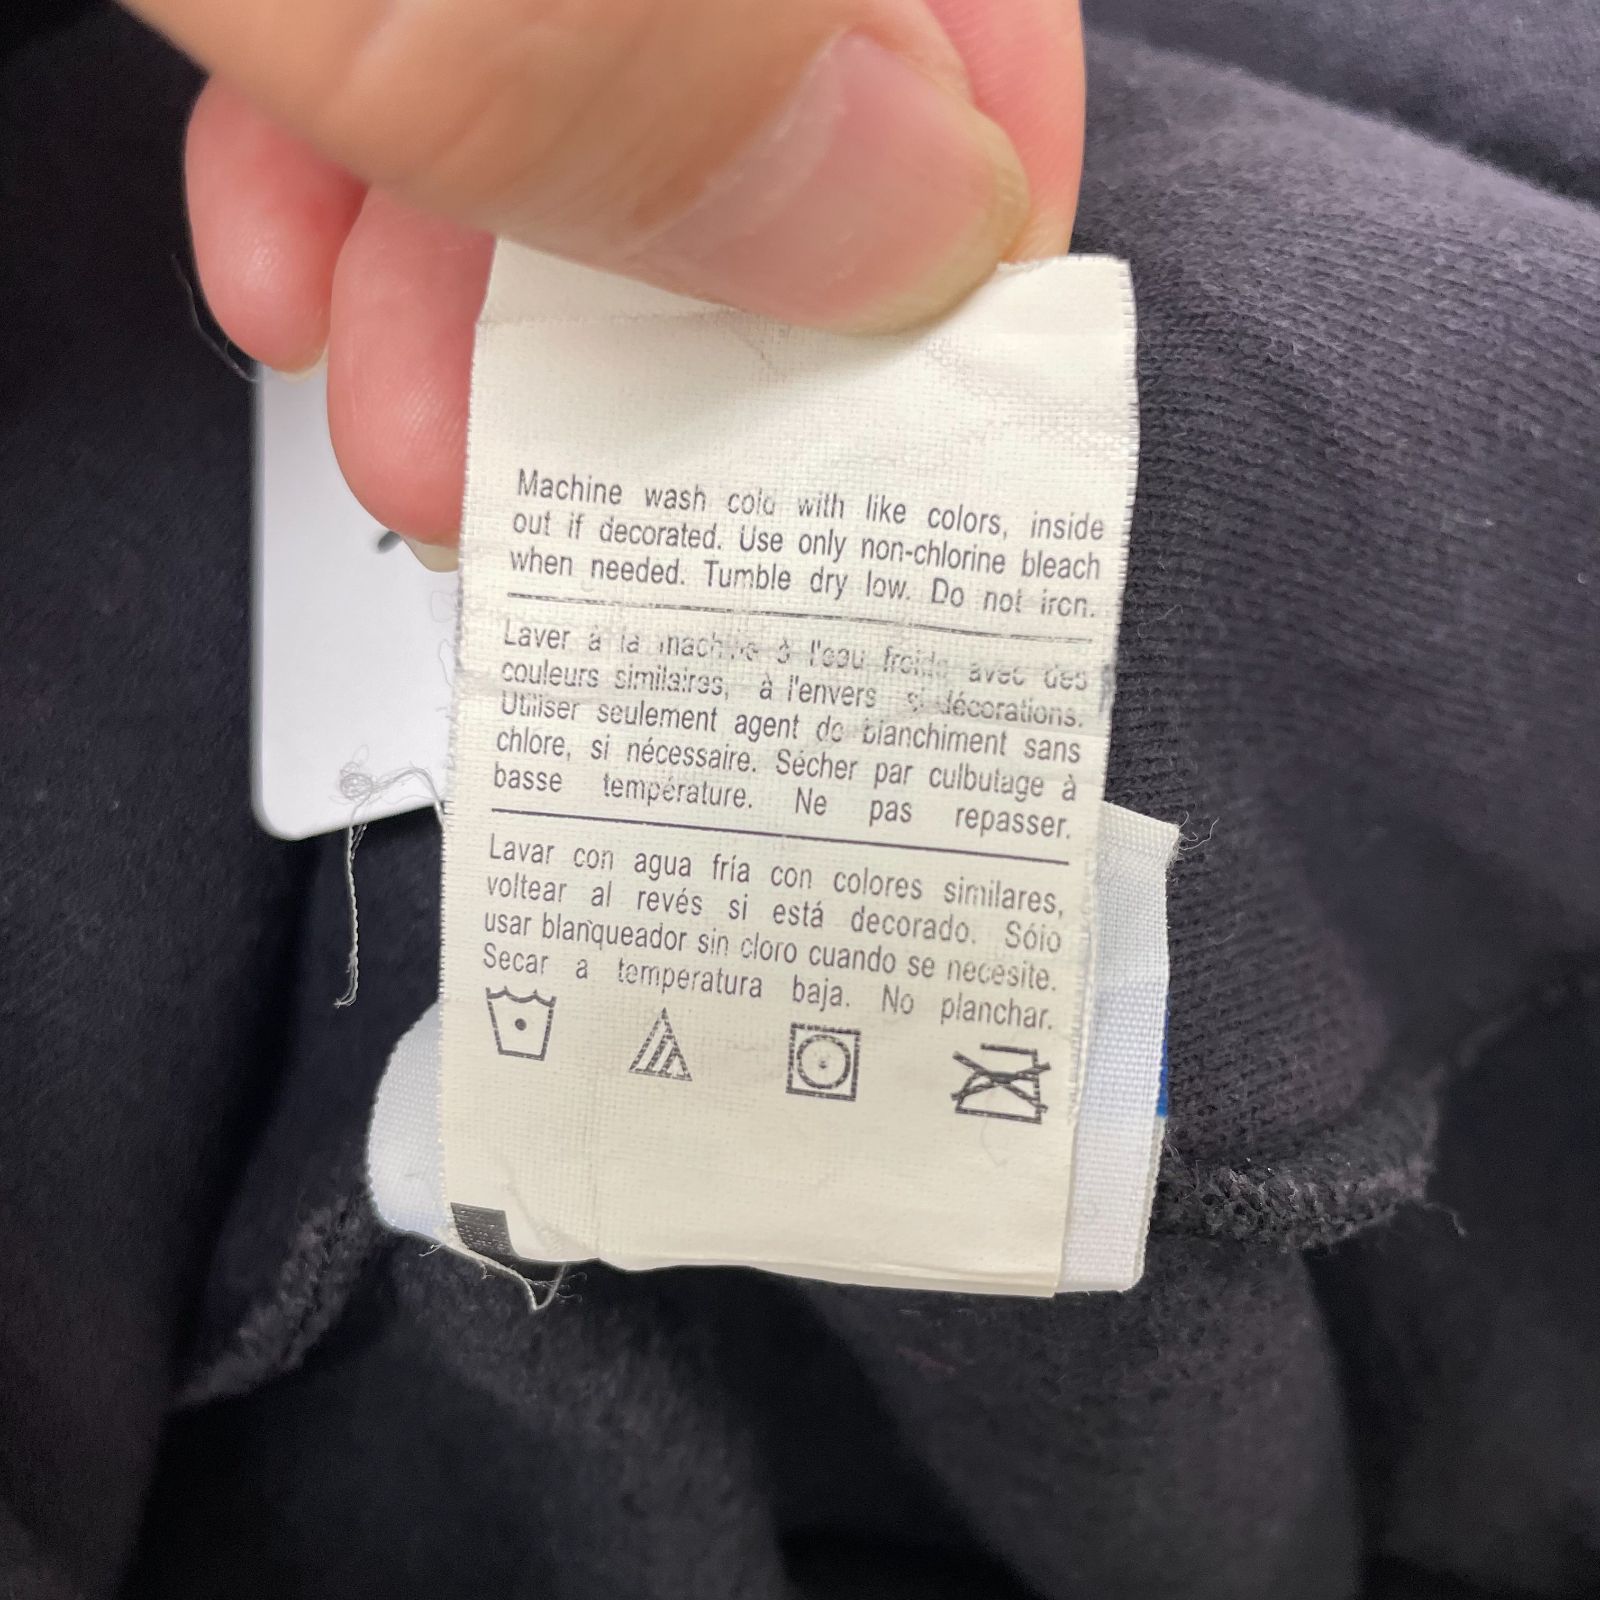 Machine wash cold with like colors, inside
out if decorated. Use only non-chlorine bleach
when needed. Tumble dry low. Do not iron.
Laver à la machine à l'eau froide avec des
couleurs similaires, à l'envers si décorations.
Utiliser seulement agent de blanchiment sans
chlore, si nécessaire. Sécher par culbutage à
basse température. Ne pas repasser.
Lavar con agua fría con colores similares,
voltear al revés si está decorado. Sólo
usar blanqueador sin cloro cuando se necesite.
Secar a temperatura baja. No planchar.